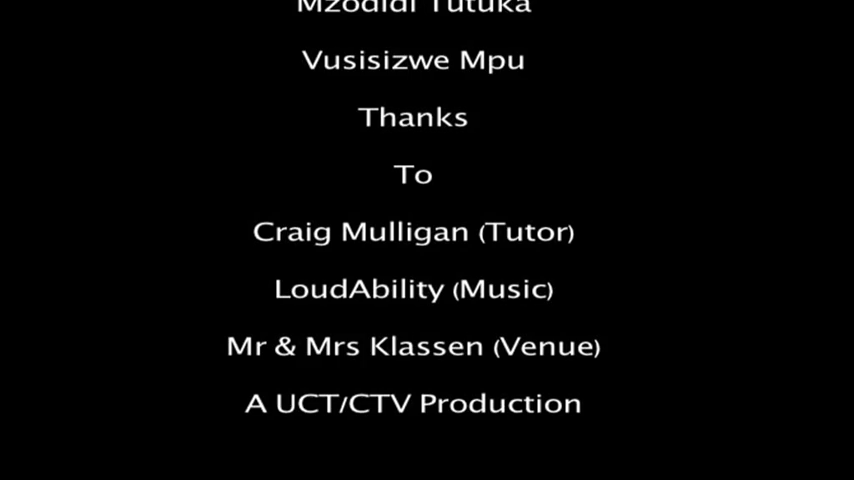 Mzodidi Tutuka
Vusisizwe Mpu
Thanks
To
Craig Mulligan (Tutor)
LoudAbility (Music)
Mr & Mrs Klassen (Venue)
A UCT/CTV Production